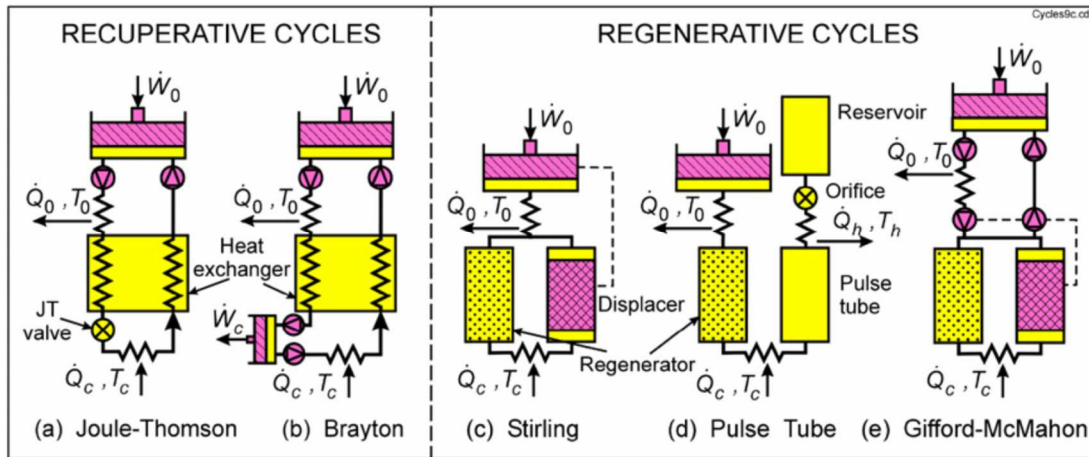 Cycles9c.cd
RECUPERATIVE CYCLES
REGENERATIVE CYCLES
Ẇ₀
Ẇ₀
Q̇₀ , T₀
Q̇₀ , T₀
Heat
exchanger
JT
valve
Ẇc
Q̇c , Tc
Q̇c , Tc
(a) Joule-Thomson
(b) Brayton
Ẇ₀
Q̇₀ , T₀
Displacer
Regenerator
Q̇c , Tc
(c) Stirling
Ẇ₀
Reservoir
Q̇₀ , T₀
Orifice
Q̇h , Th
Pulse
tube
Q̇c , Tc
(d) Pulse Tube
Ẇ₀
Q̇₀ , T₀
Q̇c , Tc
(e) Gifford-McMahon